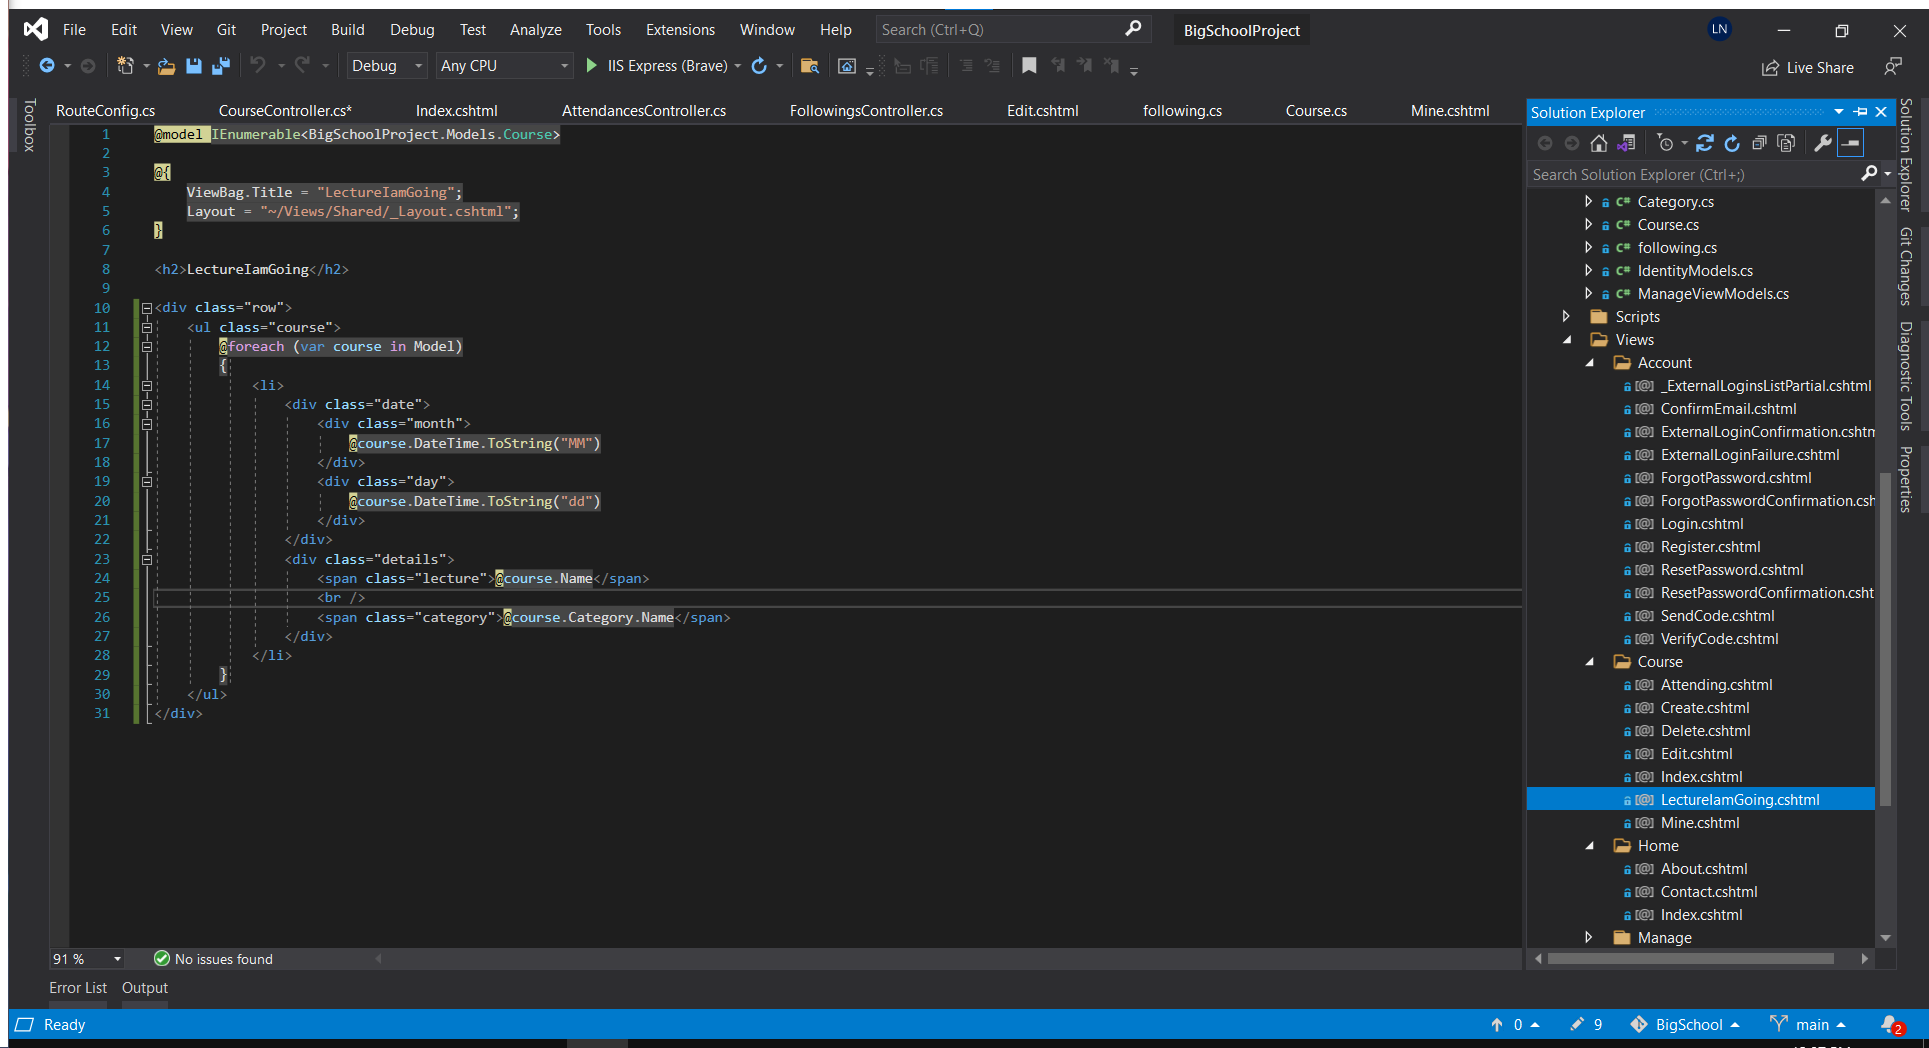 File Edit View Git Project Build Debug Test Analyze Tools Extensions Window Help Search (Ctrl+Q) BigSchoolProject LN
Debug Any CPU IIS Express (Brave) Live Share
Toolbox
RouteConfig.cs CourseController.cs* Index.cshtml AttendancesController.cs FollowingsController.cs Edit.cshtml following.cs Course.cs Mine.cshtml
1 @model IEnumerable<BigSchoolProject.Models.Course>
2
3 @{
4 ViewBag.Title = "LectureIamGoing";
5 Layout = "~/Views/Shared/_Layout.cshtml";
6 }
7
8 <h2>LectureIamGoing</h2>
9
10 <div class="row">
11 <ul class="course">
12 @foreach (var course in Model)
13 {
14 <li>
15 <div class="date">
16 <div class="month">
17 @course.DateTime.ToString("MM")
18 </div>
19 <div class="day">
20 @course.DateTime.ToString("dd")
21 </div>
22 </div>
23 <div class="details">
24 <span class="lecture">@course.Name</span>
25 <br />
26 <span class="category">@course.Category.Name</span>
27 </div>
28 </li>
29 }
30 </ul>
31 </div>
91 % No issues found
Error List Output
Solution Explorer
Search Solution Explorer (Ctrl+;)
C# Category.cs
C# Course.cs
C# following.cs
C# IdentityModels.cs
C# ManageViewModels.cs
Scripts
Views
Account
[@] _ExternalLoginsListPartial.cshtml
[@] ConfirmEmail.cshtml
[@] ExternalLoginConfirmation.cshtm
[@] ExternalLoginFailure.cshtml
[@] ForgotPassword.cshtml
[@] ForgotPasswordConfirmation.csh
[@] Login.cshtml
[@] Register.cshtml
[@] ResetPassword.cshtml
[@] ResetPasswordConfirmation.csht
[@] SendCode.cshtml
[@] VerifyCode.cshtml
Course
[@] Attending.cshtml
[@] Create.cshtml
[@] Delete.cshtml
[@] Edit.cshtml
[@] Index.cshtml
[@] LectureIamGoing.cshtml
[@] Mine.cshtml
Home
[@] About.cshtml
[@] Contact.cshtml
[@] Index.cshtml
Manage
Solution Explorer
Git Changes
Diagnostic Tools
Properties
Ready 0 9 BigSchool main 2